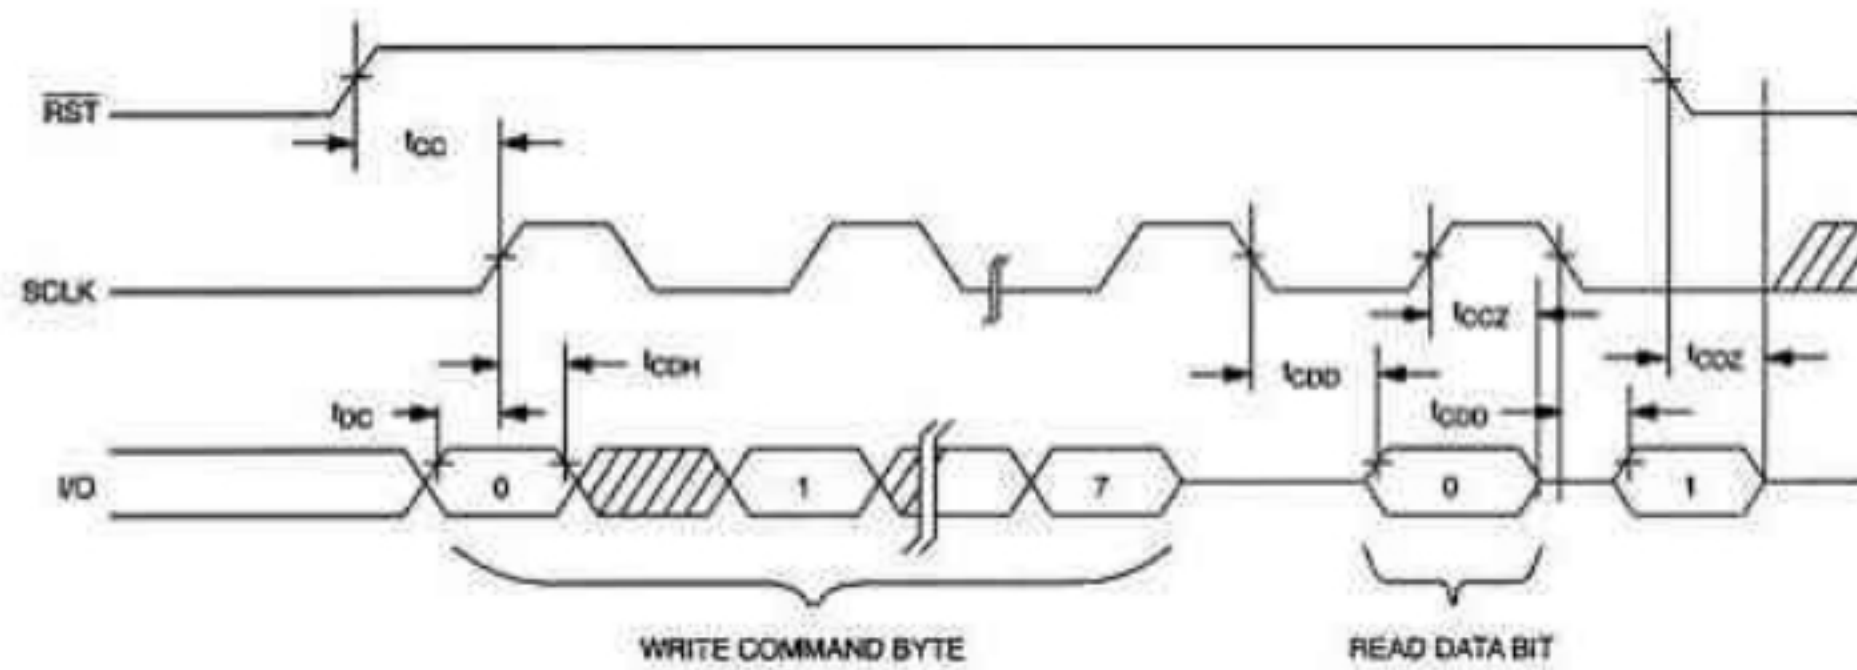 RST
tCC
SCLK
tCCZ
tCDH
tCDD
tCDZ
tDC
tCDD
I/O
0
1
7
0
1
WRITE COMMAND BYTE
READ DATA BIT